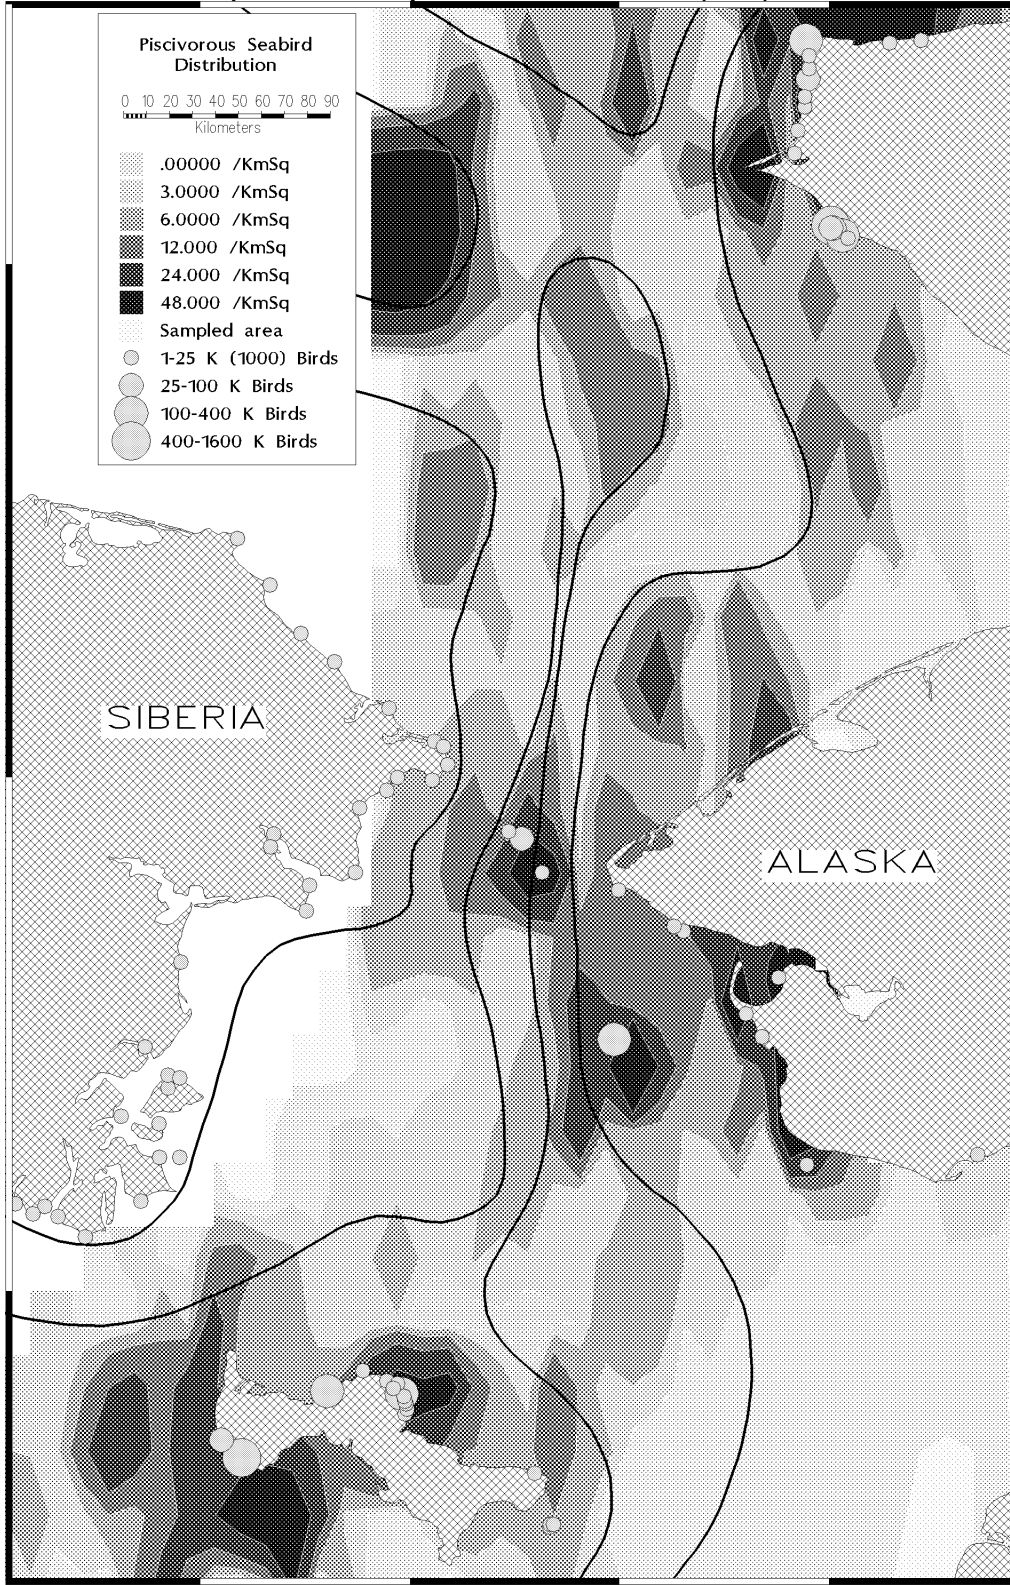 Piscivorous Seabird
Distribution
0 10 20 30 40 50 60 70 80 90
Kilometers
.00000 /KmSq
3.0000 /KmSq
6.0000 /KmSq
12.000 /KmSq
24.000 /KmSq
48.000 /KmSq
Sampled area
1-25 K (1000) Birds
25-100 K Birds
100-400 K Birds
400-1600 K Birds
SIBERIA
ALASKA